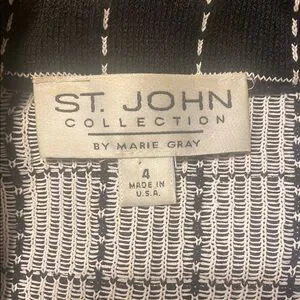 ST. JOHN
COLLECTION
BY MARIE GRAY
4
MADE IN
U.S.A.